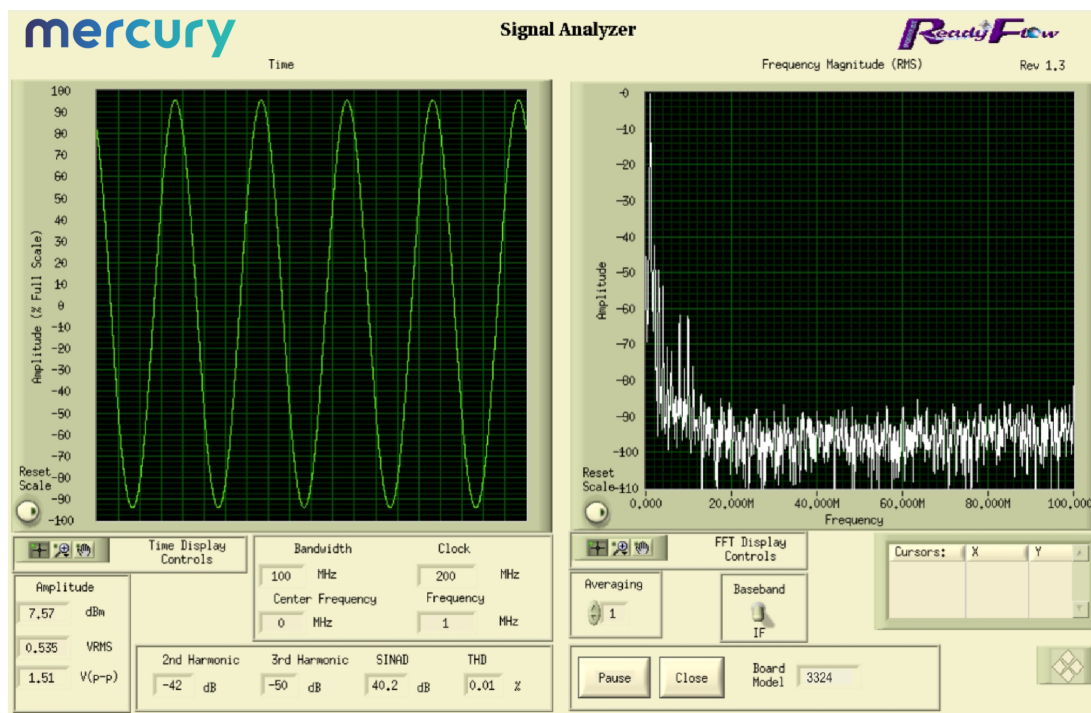 mercury
Signal Analyzer
ReadyFlow
Time
Frequency Magnitude (RMS)
Rev 1.3
Amplitude (% Full Scale)
100
90
80
70
60
50
40
30
20
10
0
-10
-20
-30
-40
-50
-60
-70
-80
-90
-100
Reset
Scale
Amplitude
-0
-10
-20
-30
-40
-50
-60
-70
-80
-90
-100
-110
Reset
Scale
0,000
20,000M
40,000M
60,000M
80,000M
100,000
Frequency
Time Display
Controls
Amplitude
7.57 dBm
0.535 VRMS
1.51 V(p-p)
Bandwidth
100 MHz
Clock
200 MHz
Center Frequency
0 MHz
Frequency
1 MHz
2nd Harmonic
-42 dB
3rd Harmonic
-50 dB
SINAD
40.2 dB
THD
0.01 %
FFT Display
Controls
Averaging
1
Baseband
IF
Cursors: X Y
Pause
Close
Board
Model
3324